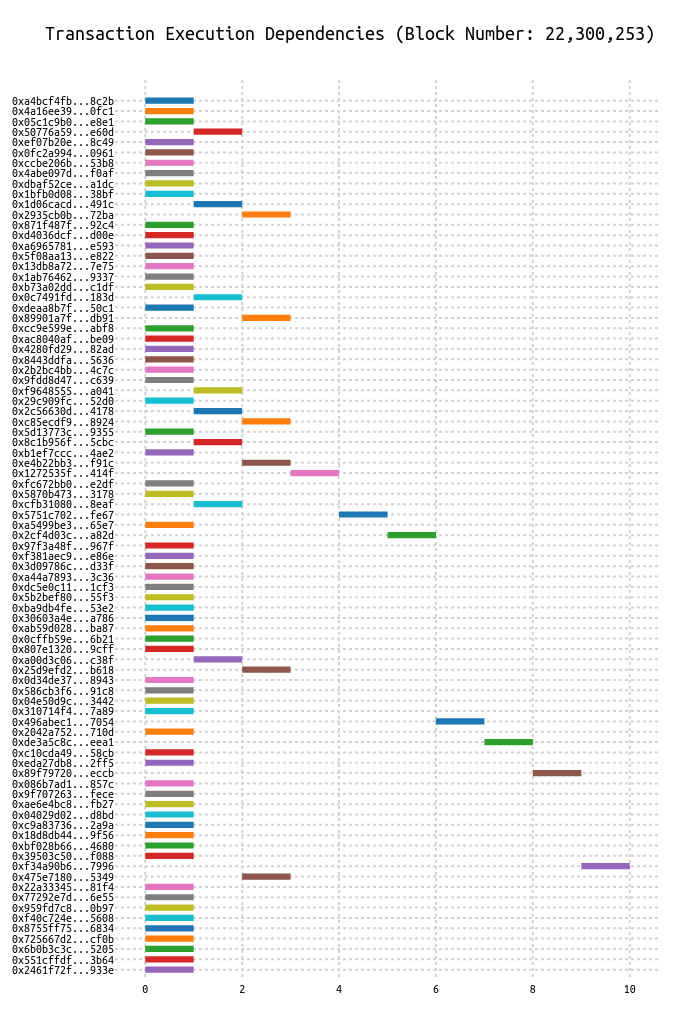 Transaction Execution Dependencies (Block Number: 22,300,253)
0xa4bcf4fb...8c2b
0x4a16ee39...0fc1
0x05c1c9b0...e8e1
0x50776a59...e60d
0xef07b20e...8c49
0x0fc2a994...0961
0xccbe206b...53b8
0x4abe097d...f0af
0xdbaf52ce...a1dc
0x1bfb0d08...38bf
0x1d06cacd...491c
0x2935cb0b...72ba
0x871f487f...92c4
0xd4036dcf...d00e
0xa6965781...e593
0x5f08aa13...e822
0x13db8a72...7e75
0x1ab76462...9337
0xb73a02dd...c1df
0x0c7491fd...183d
0xdeaa8b7f...50c1
0x89901a7f...db91
0xcc9e599e...abf8
0xac8040af...be09
0x4280fd29...82ad
0x8443ddfa...5636
0x2b2bc4bb...4c7c
0x9fdd8d47...c639
0xf9648555...a041
0x29c909fc...52d0
0x2c56630d...4178
0xc85ecdf9...8924
0x5d13773c...9355
0x8c1b956f...5cbc
0xb1ef7ccc...4ae2
0xe4b22bb3...f91c
0x1272535f...414f
0xfc672bb0...e2df
0x5870b473...3178
0xcfb31080...8eaf
0x5751c702...fe67
0xa5499be3...65e7
0x2cf4d03c...a82d
0x97f3a48f...967f
0xf381aec9...e86e
0x3d09786c...d33f
0xa44a7893...3c36
0xdc5e0c11...1cf3
0x5b2bef80...55f3
0xba9db4fe...53e2
0x30603a4e...a786
0xab59d028...ba87
0x0cffb59e...6b21
0x807e1320...9cff
0xa00d3c06...c38f
0x25d9efd2...b618
0x0d34de37...8943
0x586cb3f6...91c8
0x04e50d9c...3442
0x310714f4...7a89
0x496abec1...7054
0x2042a752...710d
0xde3a5c8c...eea1
0xc10cda49...58cb
0xeda27db8...2ff5
0x89f79720...eccb
0x086b7ad1...857c
0x9f707263...fece
0xae6e4bc8...fb27
0x04029d02...d8bd
0xc9a83736...2a9a
0x18d8db44...9f56
0xbf028b66...4680
0x39503c50...f088
0xf34a90b6...7996
0x475e7180...5349
0x22a33345...81f4
0x77292e7d...6e55
0x959fd7c8...0b97
0xf40c724e...5608
0x8755ff75...6834
0x725667d2...cf0b
0x6b0b3c3c...5205
0x551cffdf...3b64
0x2461f72f...933e
0 2 4 6 8 10